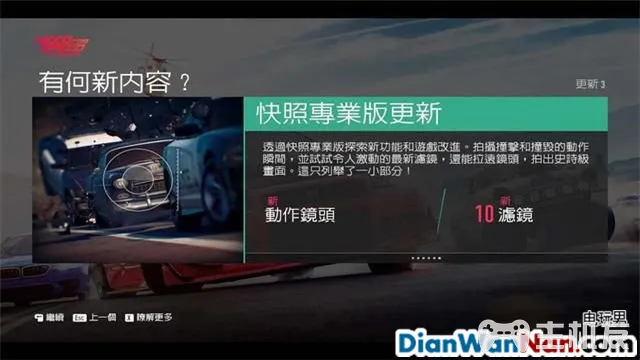 有何新内容？
更新 3
快照專業版更新
透過快照專業版探索新功能和遊戲改進。拍攝撞擊和撞毀的動作
瞬間，並試試令人激動的最新濾鏡，還能拉遠鏡頭，拍出史詩級
畫面。這只列舉了一小部分！
新
動作鏡頭
新
10 濾鏡
繼續 Esc 上一個 瞭解更多
电玩男
DianWanNan.com